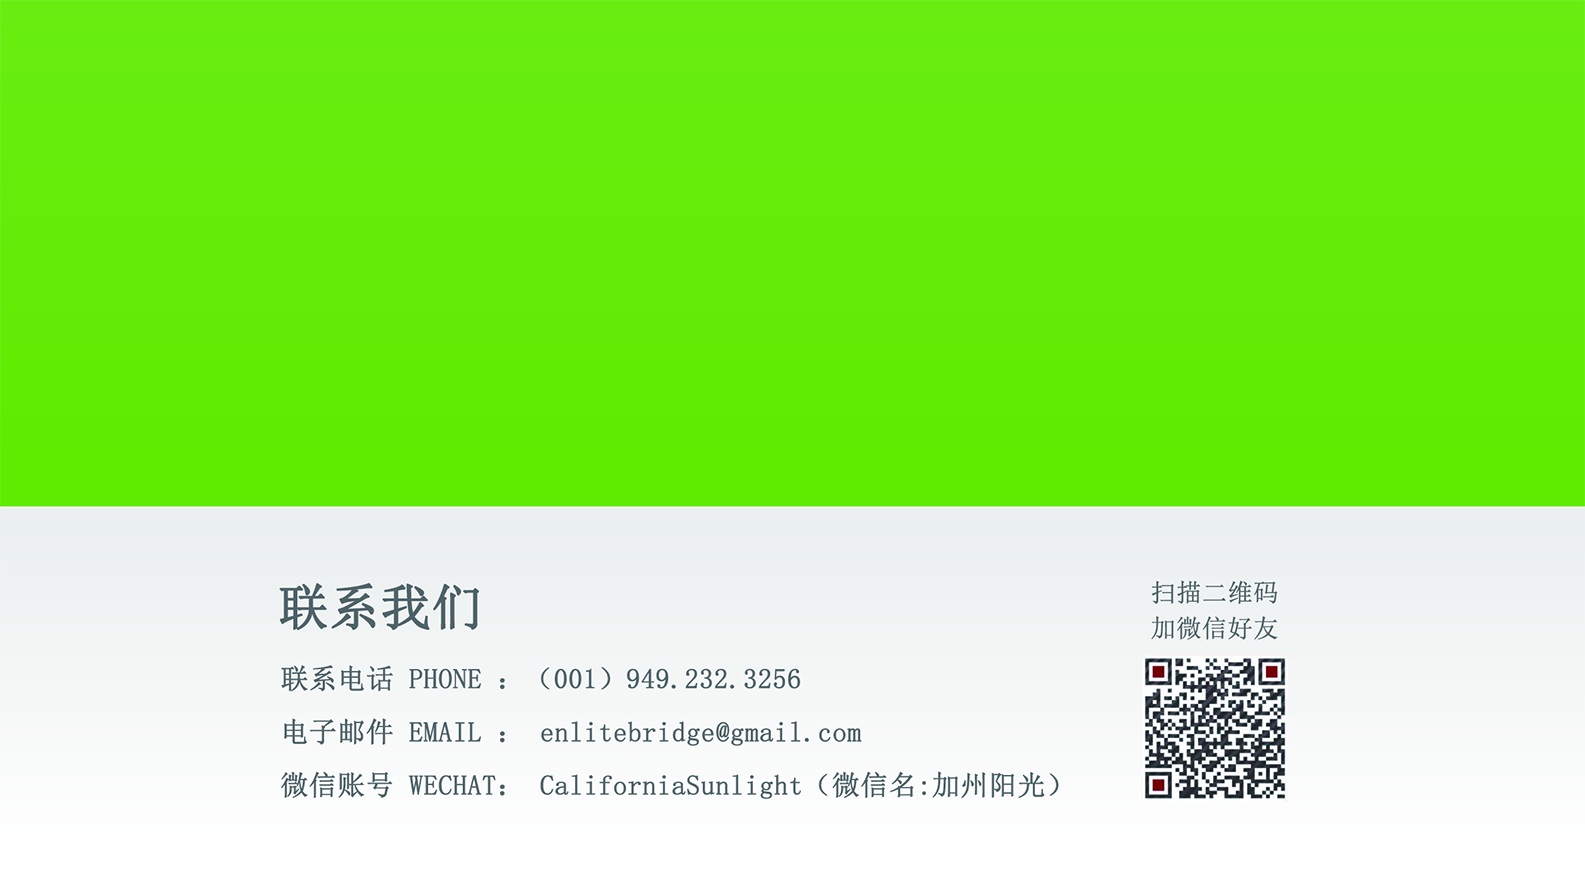 联系我们
联系电话 PHONE ： （001）949.232.3256
电子邮件 EMAIL ： enlitebridge@gmail.com
微信账号 WECHAT： CaliforniaSunlight（微信名:加州阳光）
扫描二维码
加微信好友